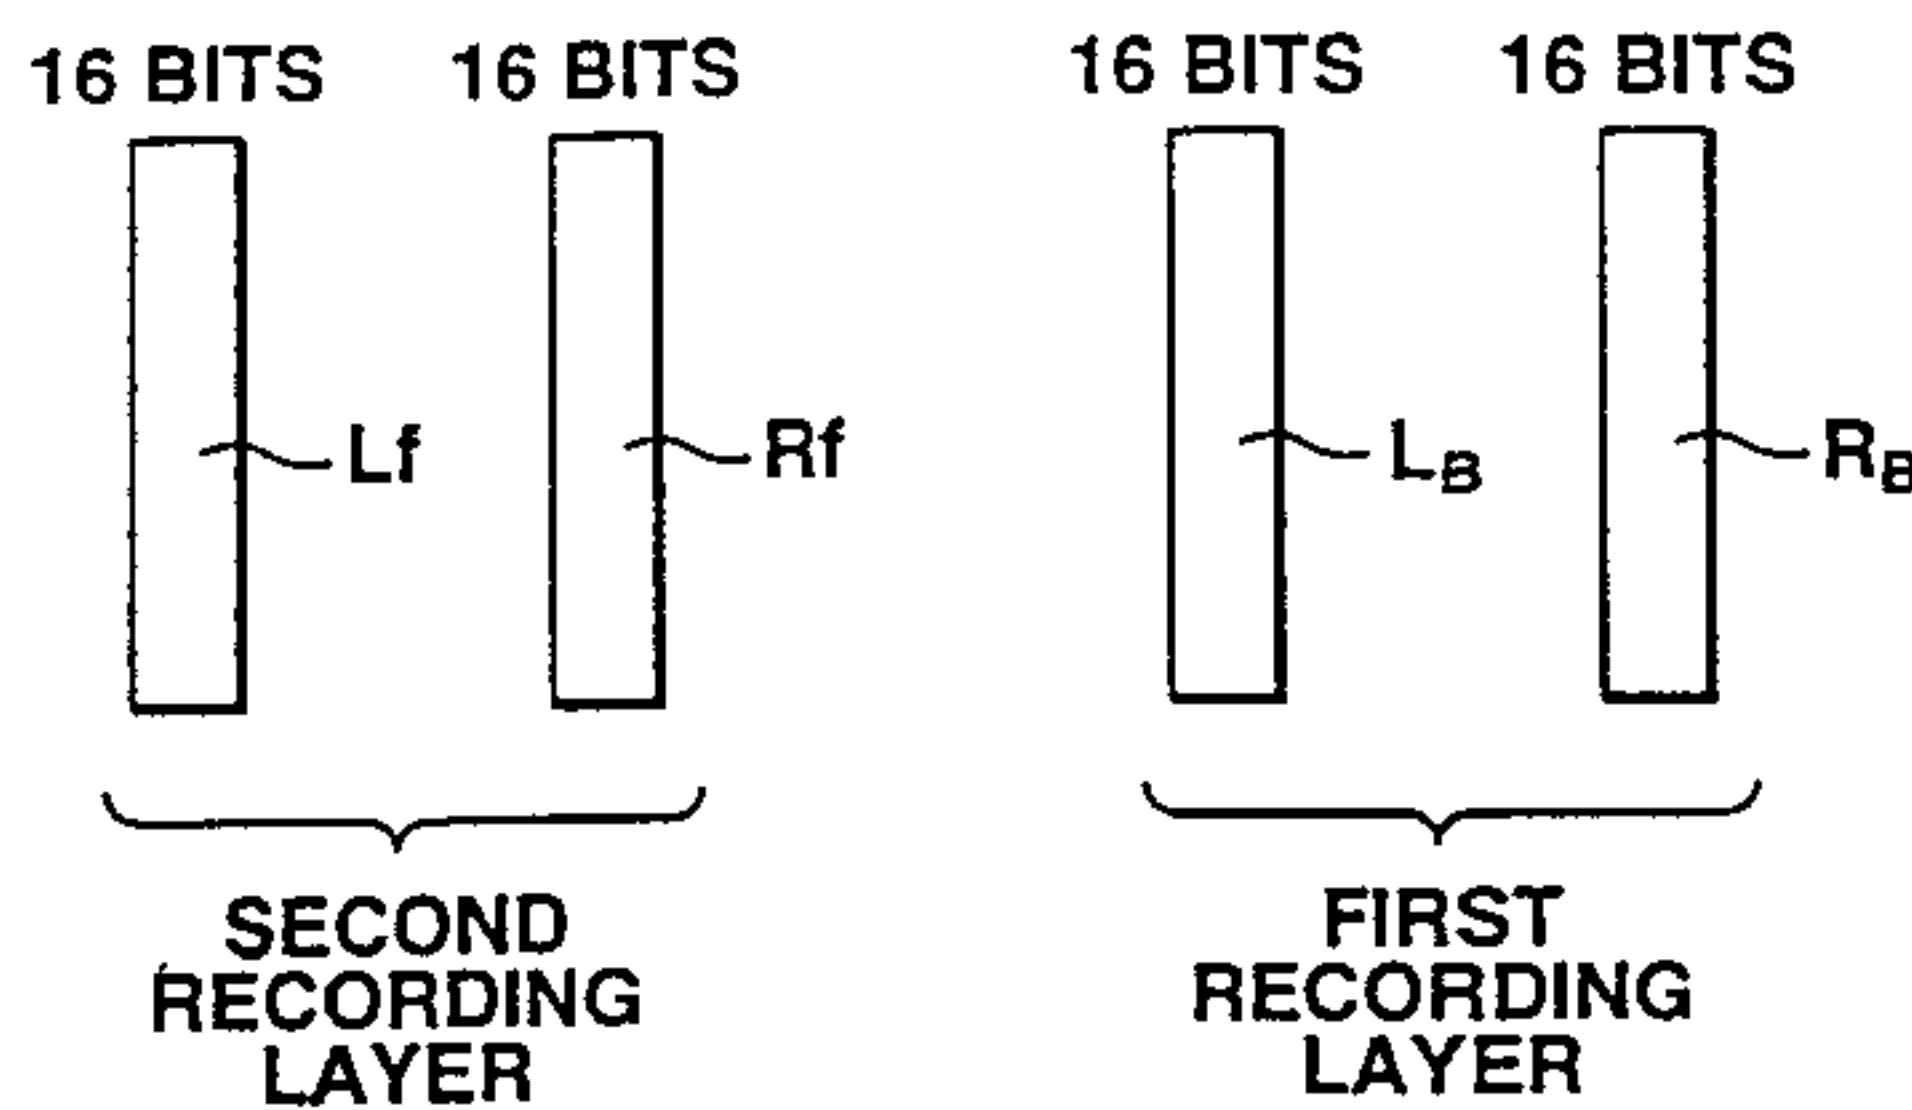 16 BITS 16 BITS 16 BITS 16 BITS
Lf Rf LB RB
SECOND
RECORDING
LAYER
FIRST
RECORDING
LAYER